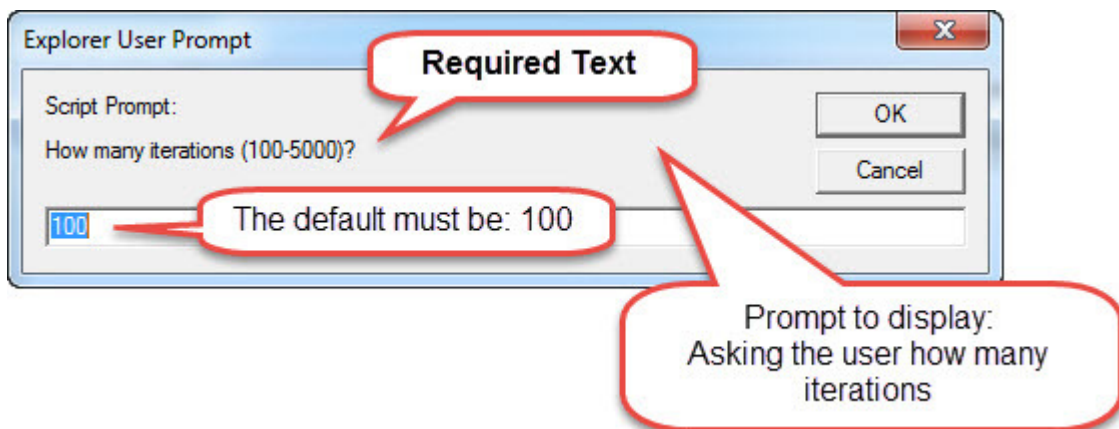 Explorer User Prompt
X
Required Text
Script Prompt:
OK
How many iterations (100-5000)?
Cancel
100
The default must be: 100
Prompt to display:
Asking the user how many
iterations